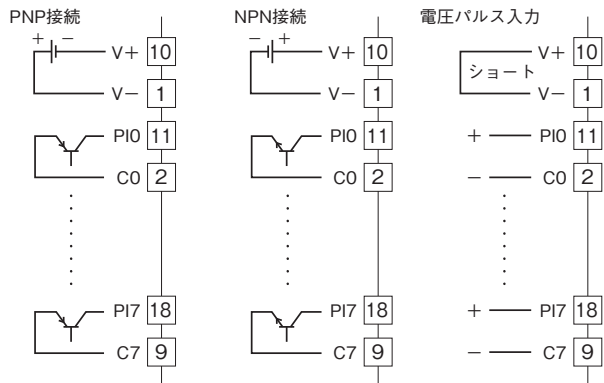 PNP接続
+ − V+ 10
V− 1
PI0 11
C0 2
PI7 18
C7 9
NPN接続
− + V+ 10
V− 1
PI0 11
C0 2
PI7 18
C7 9
電圧パルス入力
V+ 10
ショート
V− 1
+ PI0 11
− C0 2
+ PI7 18
− C7 9